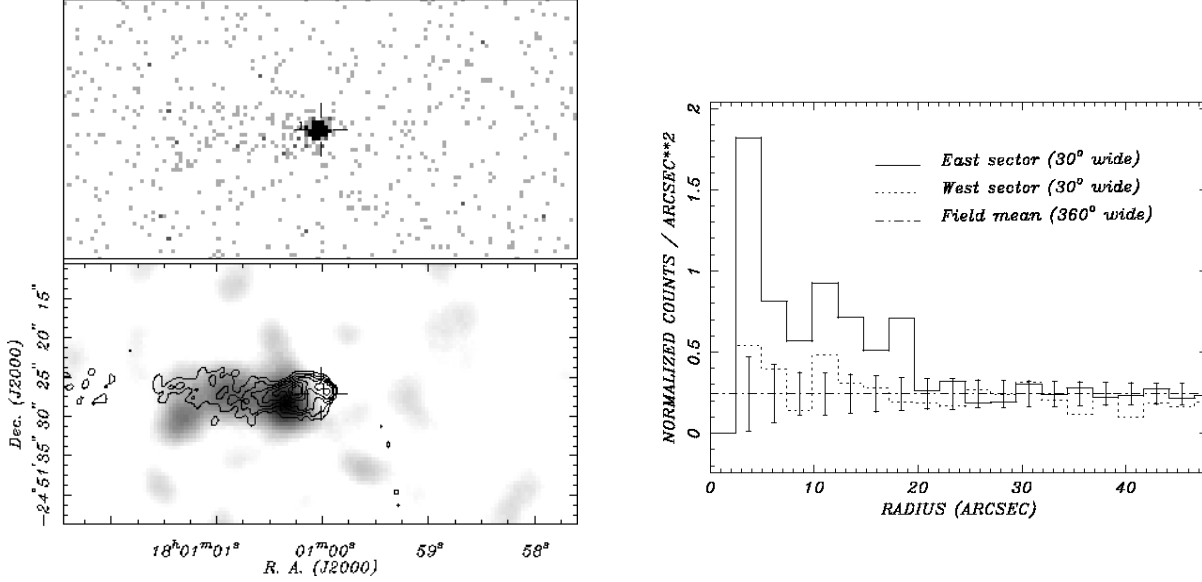 15"
20"
25"
30"
35"
−24°51'
Dec. (J2000)
18ʰ01ᵐ01ˢ
01ᵐ00ˢ
59ˢ
58ˢ
R. A. (J2000)
2
1.5
1
0.5
0
NORMALIZED COUNTS / ARCSEC**2
East sector (30° wide)
West sector (30° wide)
Field mean (360° wide)
0
10
20
30
40
RADIUS (ARCSEC)